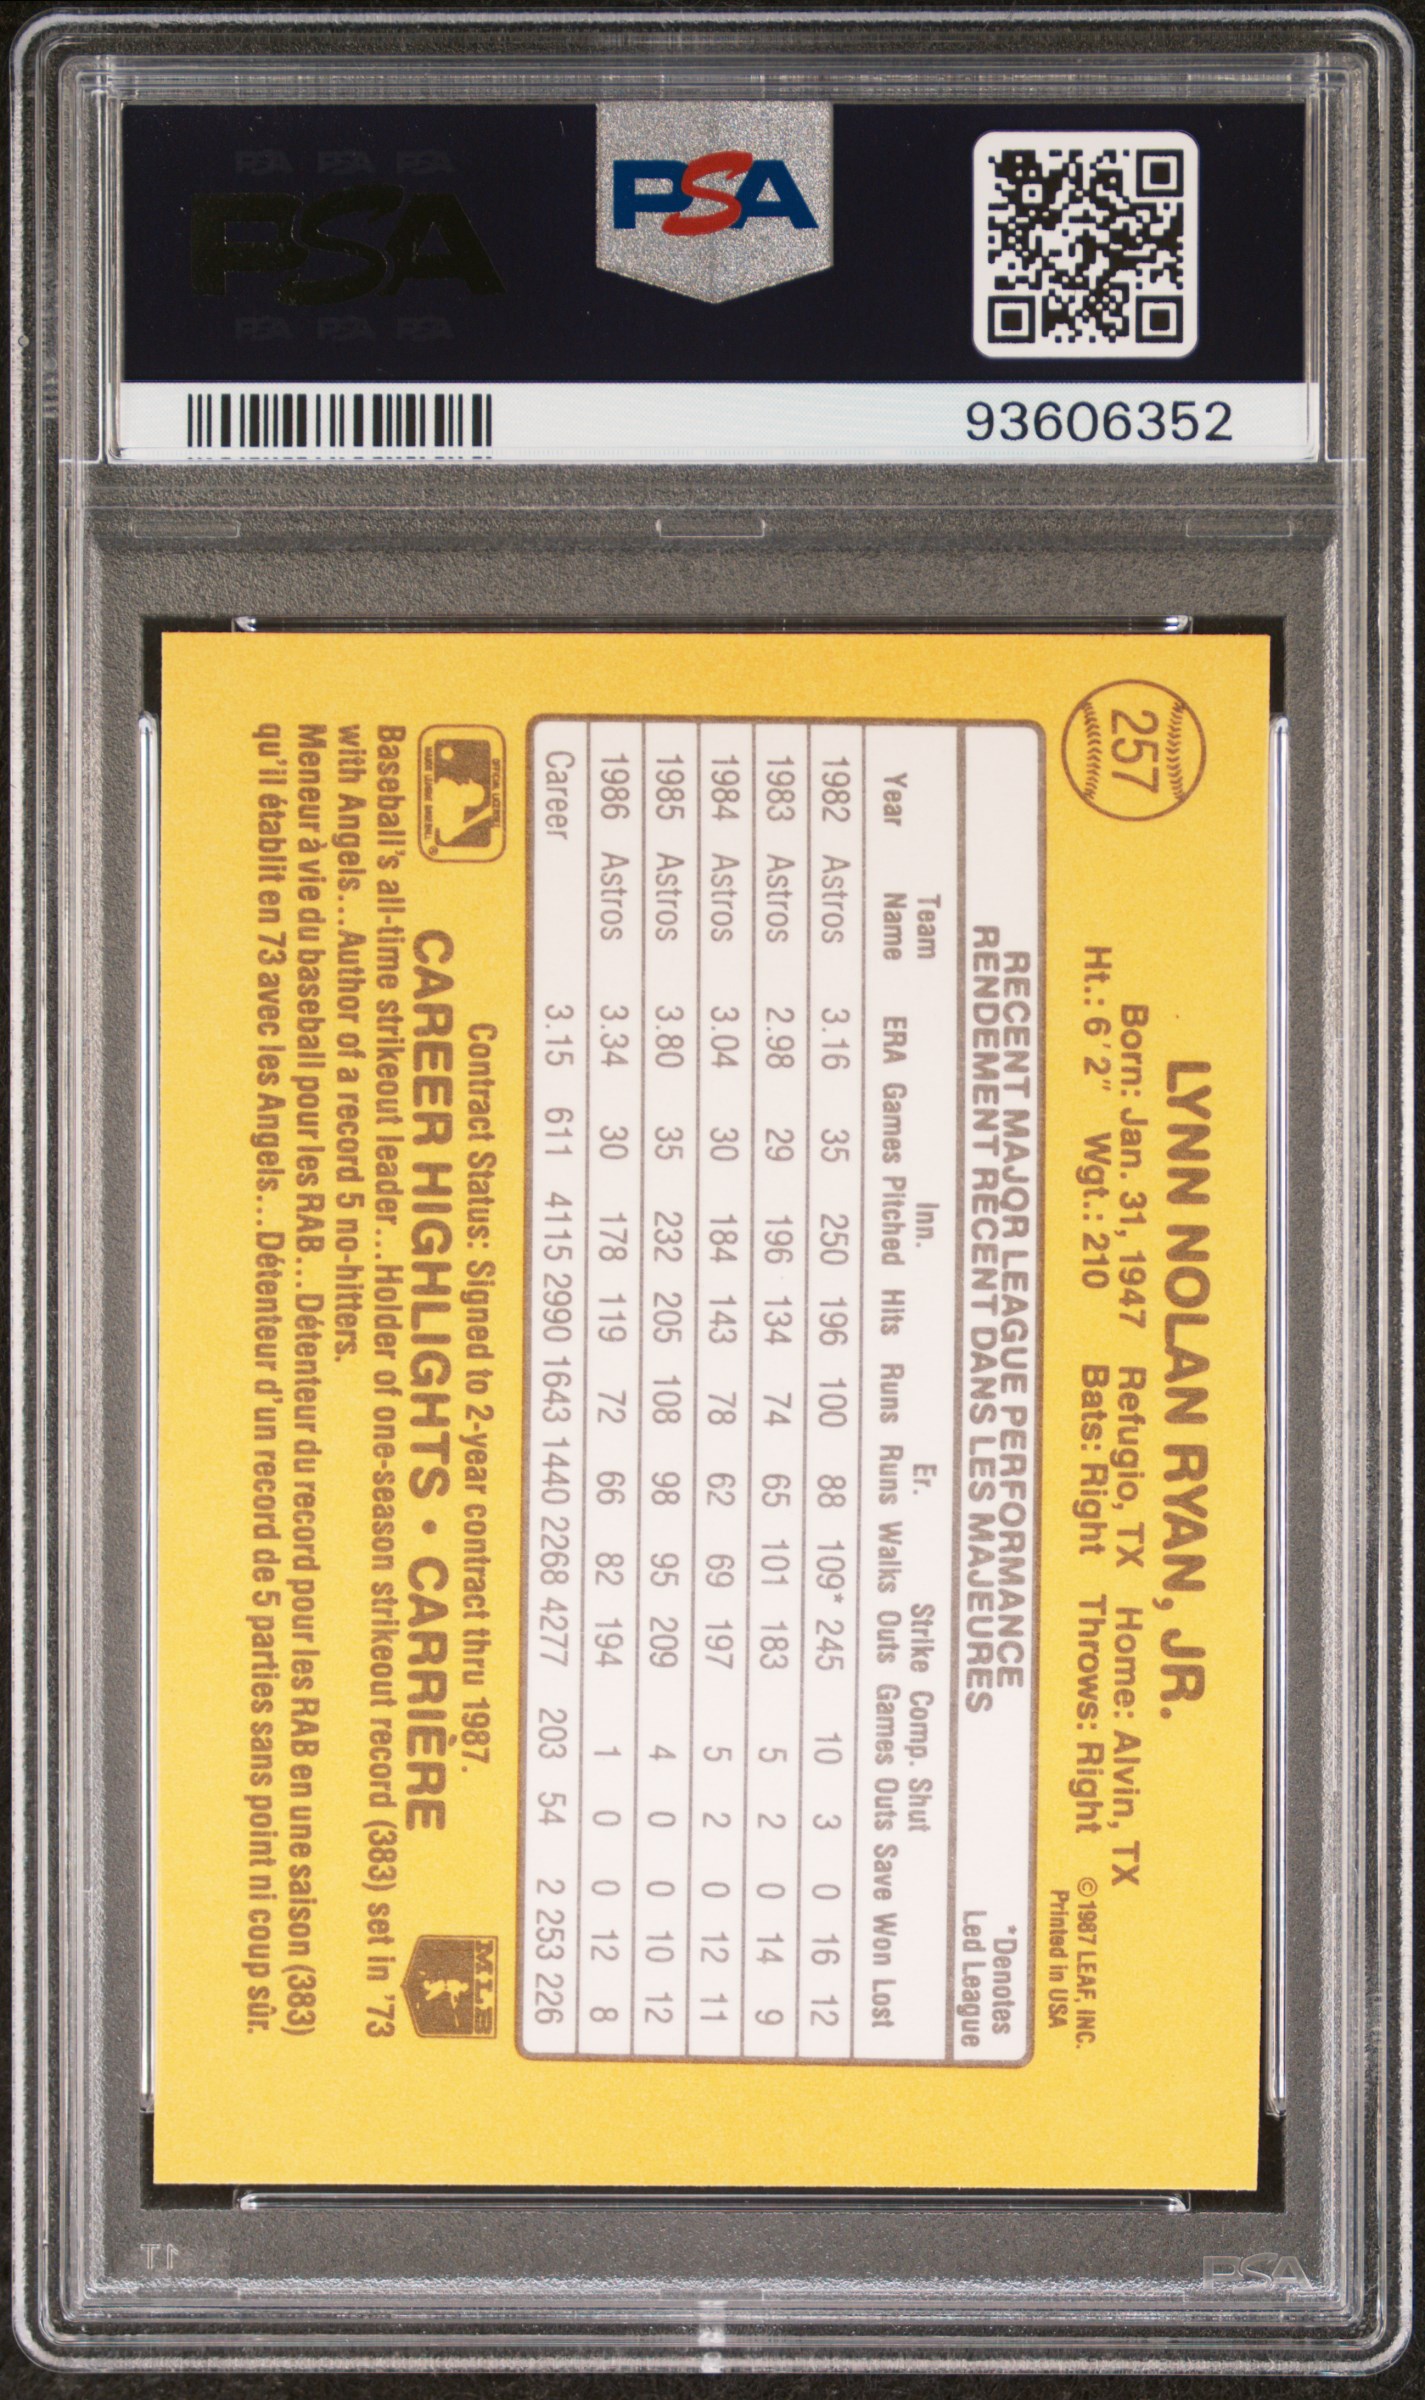 PSA PSA PSA
PSA
PSA PSA PSA
PSA
93606352
257
LYNN NOLAN RYAN, JR.
Born: Jan. 31, 1947 Refugio, TX Home: Alvin, TX
Ht.: 6'2" Wgt.: 210 Bats: Right Throws: Right
© 1987 LEAF, INC.
Printed in USA
RECENT MAJOR LEAGUE PERFORMANCE
RENDEMENT RECENT DANS LES MAJEURES
*Denotes
Led League
Year Team Name ERA Games Inn. Pitched Hits Runs Er. Runs Walks Strike Outs Comp. Games Shut Outs Save Won Lost
1982 Astros 3.16 35 250 196 100 88 109* 245 10 3 0 16 12
1983 Astros 2.98 29 196 134 74 65 101 183 5 2 0 14 9
1984 Astros 3.04 30 184 143 78 62 69 197 5 2 0 12 11
1985 Astros 3.80 35 232 205 108 98 95 209 4 0 0 10 12
1986 Astros 3.34 30 178 119 72 66 82 194 1 0 0 12 8
Career 3.15 611 4115 2990 1643 1440 2268 4277 203 54 2 253 226
Contract Status: Signed to 2-year contract thru 1987.
CAREER HIGHLIGHTS • CARRIÈRE
MLB
Baseball's all-time strikeout leader...Holder of one-season strikeout record (383) set in '73
with Angels...Author of a record 5 no-hitters.
Meneur à vie du baseball pour les RAB...Détenteur du record pour les RAB en une saison (383)
qu'il établit en 73 avec les Angels...Détenteur d'un record de 5 parties sans point ni coup sûr.
PSA